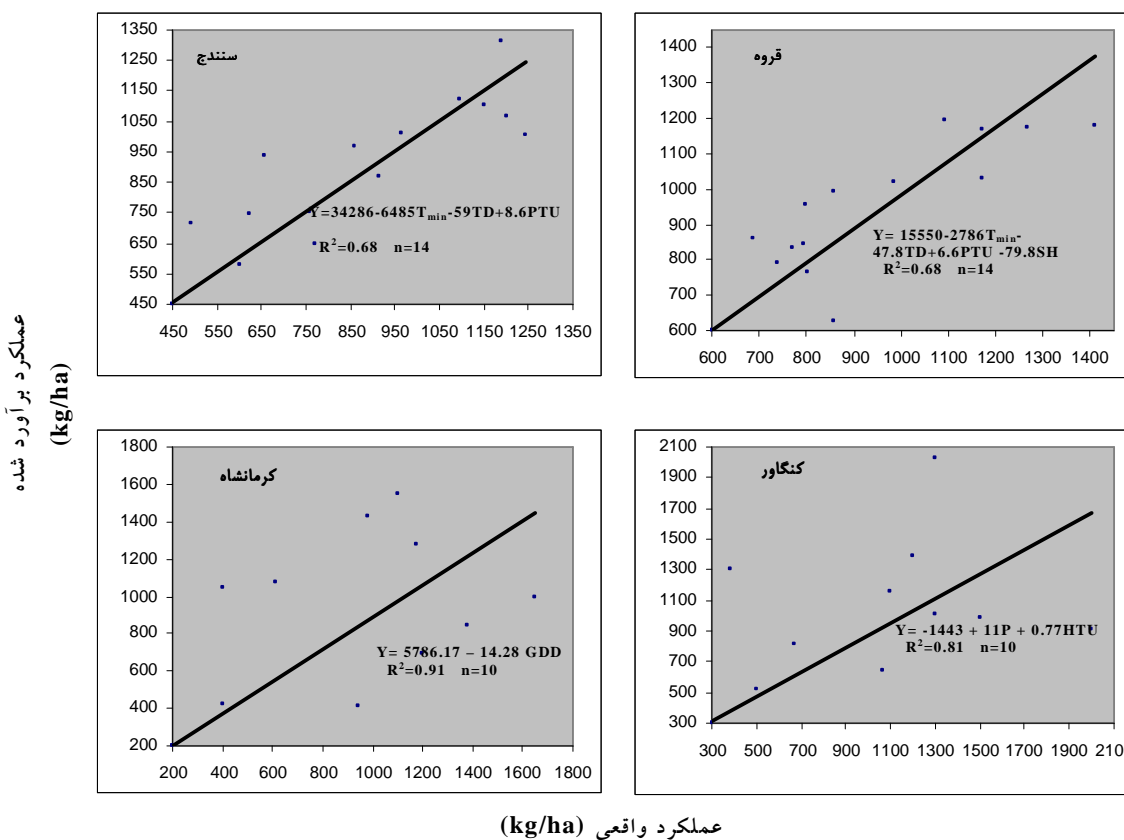 سنندج
1350
1250
1150
1050
950
850
750
650
550
450
450 550 650 750 850 950 1050 1150 1250 1350
Y=34286-6485Tmin-59TD+8.6PTU
R2=0.68 n=14
قروه
1400
1300
1200
1100
1000
900
800
700
600
600 700 800 900 1000 1100 1200 1300 1400
Y= 15550-2786Tmin-
47.8TD+6.6PTU -79.8SH
R2=0.68 n=14
عملکرد برآورد شده
(kg/ha)
کرمانشاه
1800
1600
1400
1200
1000
800
600
400
200
200 400 600 800 1000 1200 1400 1600 1800
Y= 5786.17 – 14.28 GDD
R2=0.91 n=10
کنگاور
2100
1900
1700
1500
1300
1100
900
700
500
300
300 500 700 900 1100 1300 1500 1700 1900 210
Y= -1443 + 11P + 0.77HTU
R2=0.81 n=10
عملکرد واقعی (kg/ha)